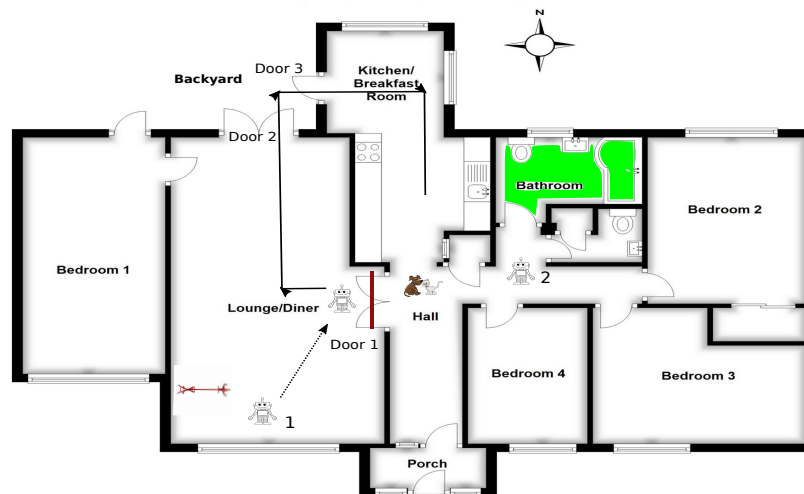 N
Door 3
Backyard
Kitchen/
Breakfast
Room
Door 2
Bathroom
Bedroom 2
Bedroom 1
2
Lounge/Diner
Hall
Door 1
Bedroom 4
Bedroom 3
1
Porch